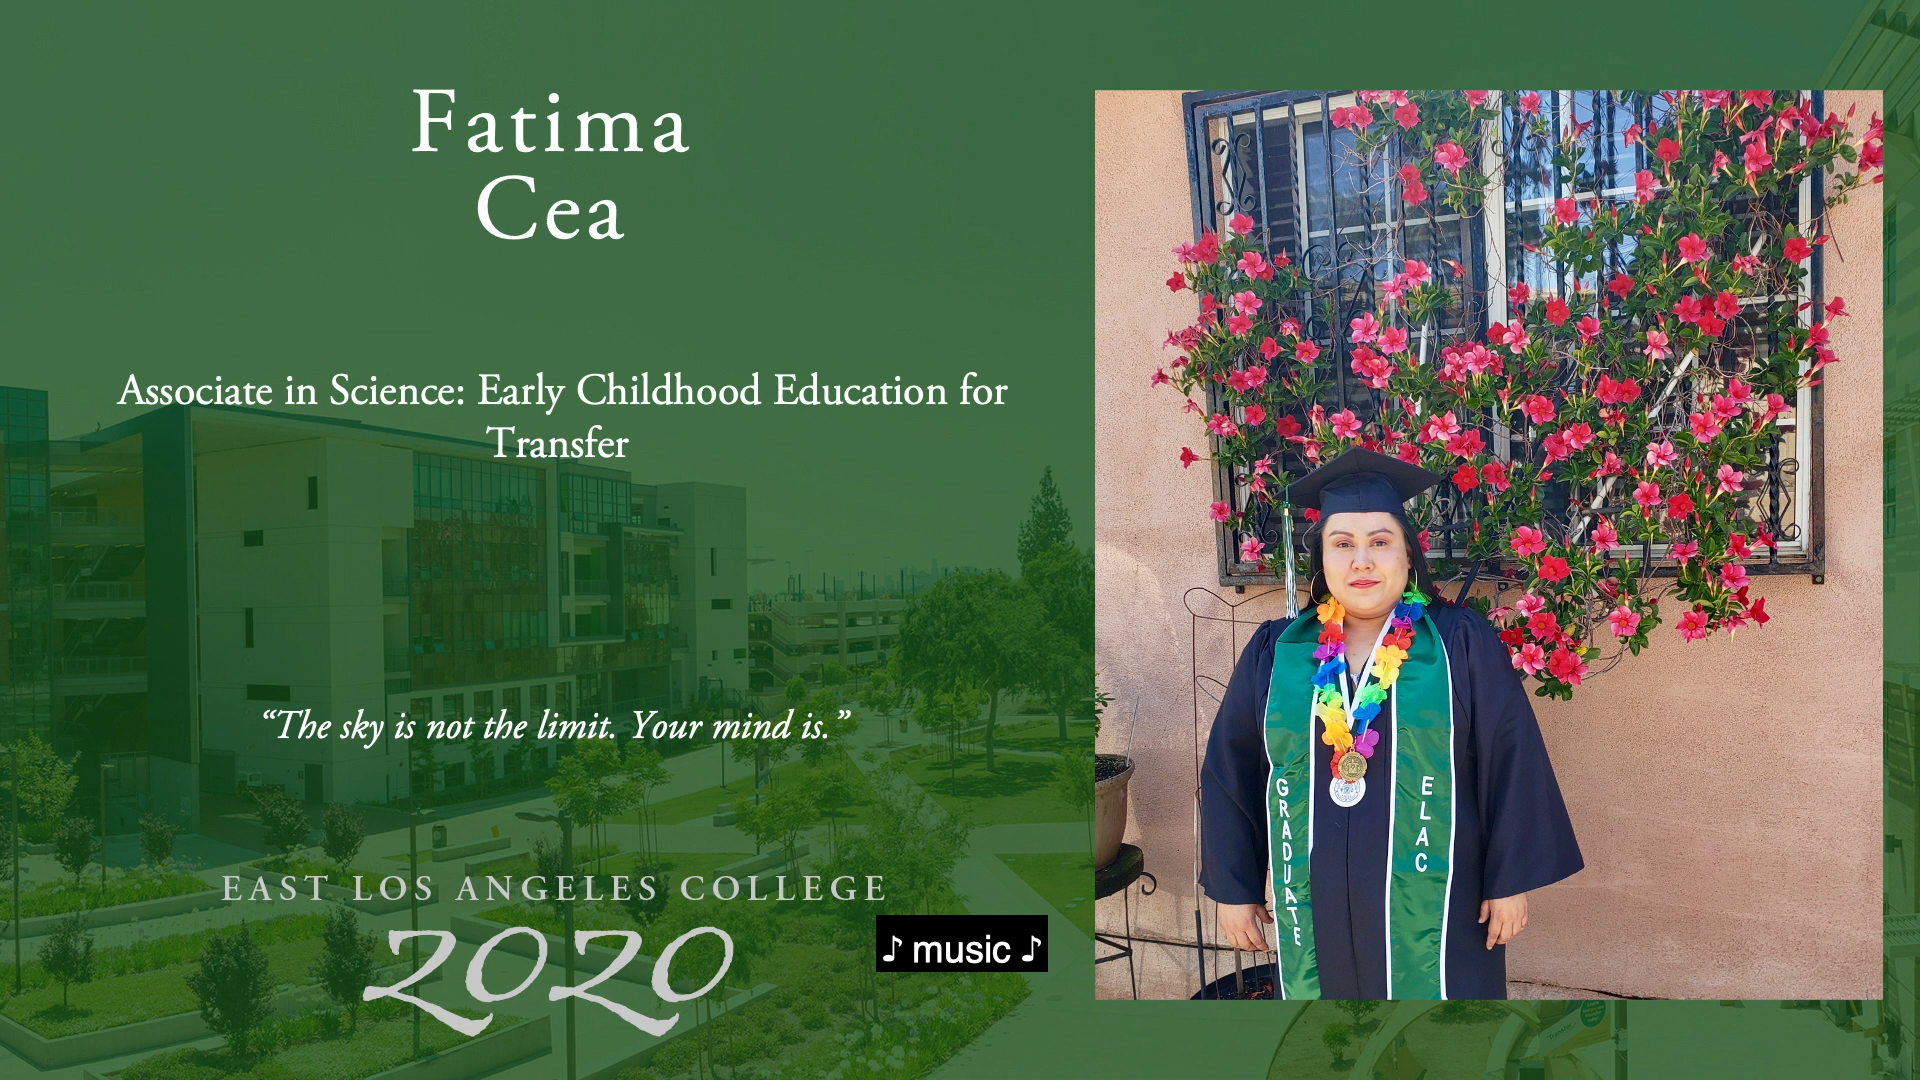 Fatima
Cea
Associate in Science: Early Childhood Education for
Transfer
“The sky is not the limit. Your mind is.”
EAST LOS ANGELES COLLEGE
2020
♪ music ♪
GRADUATE
ELAC